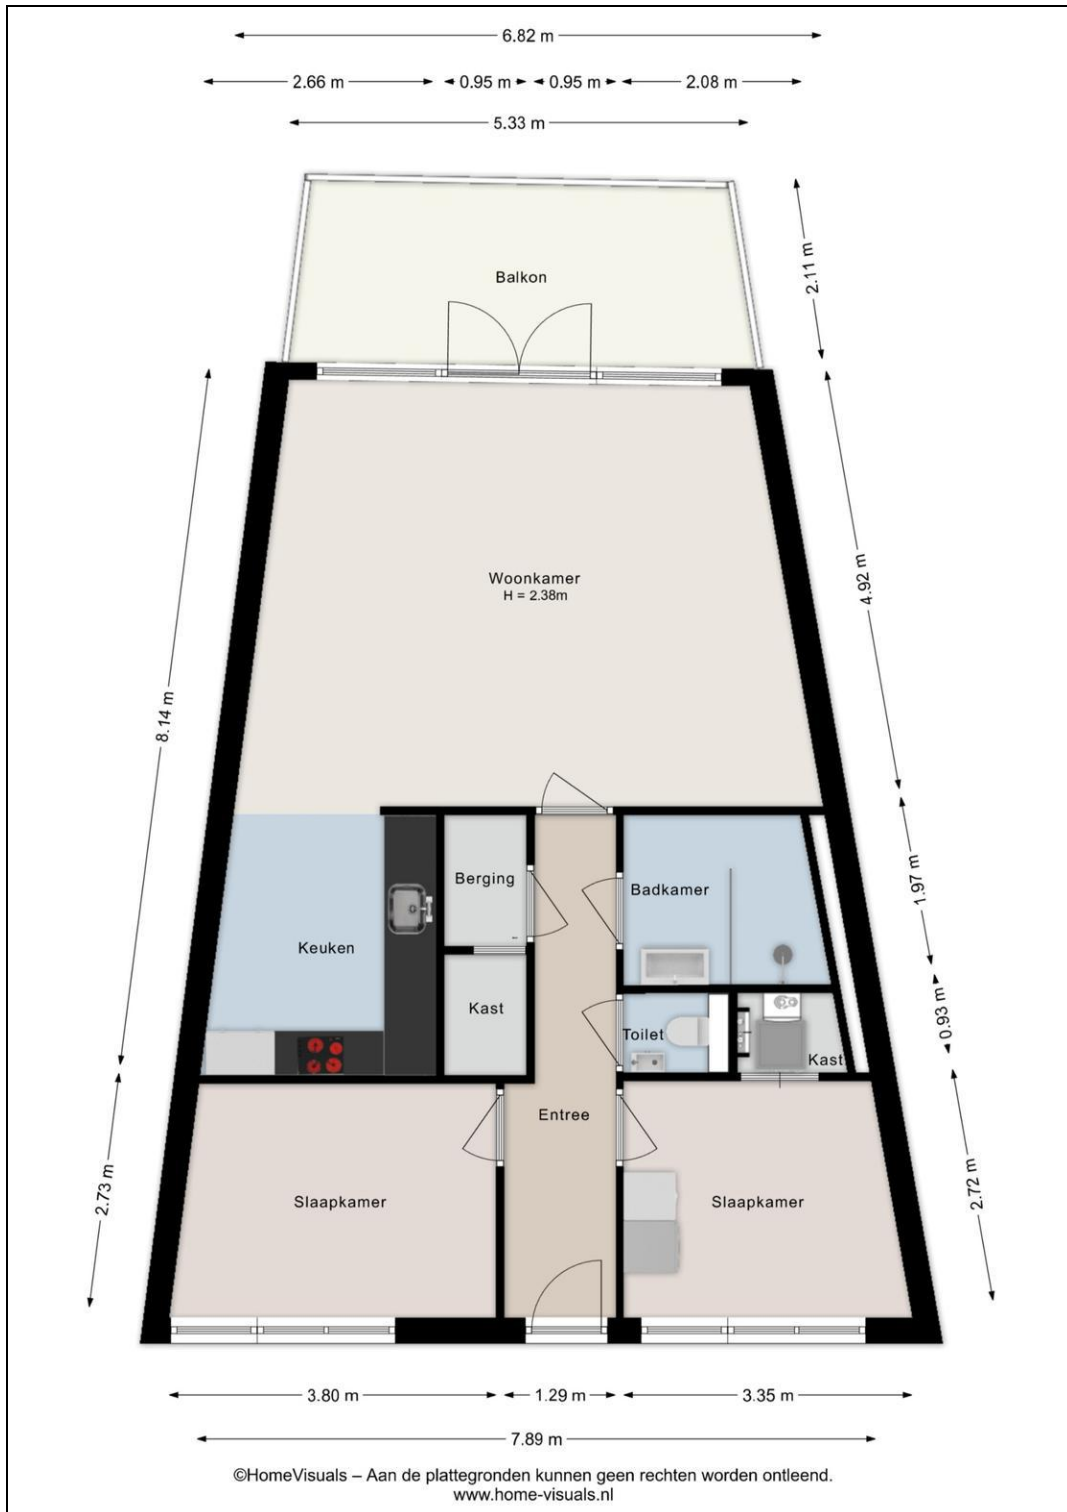 6.82 m
2.66 m
0.95 m
0.95 m
2.08 m
5.33 m
2.11 m
Balkon
4.92 m
Woonkamer
H = 2.38m
8.14 m
1.97 m
Berging
Badkamer
Keuken
Kast
0.93 m
Toilet
Kast
Entree
2.73 m
Slaapkamer
Slaapkamer
2.72 m
3.80 m
1.29 m
3.35 m
7.89 m
©HomeVisuals – Aan de plattegronden kunnen geen rechten worden ontleend.
www.home-visuals.nl